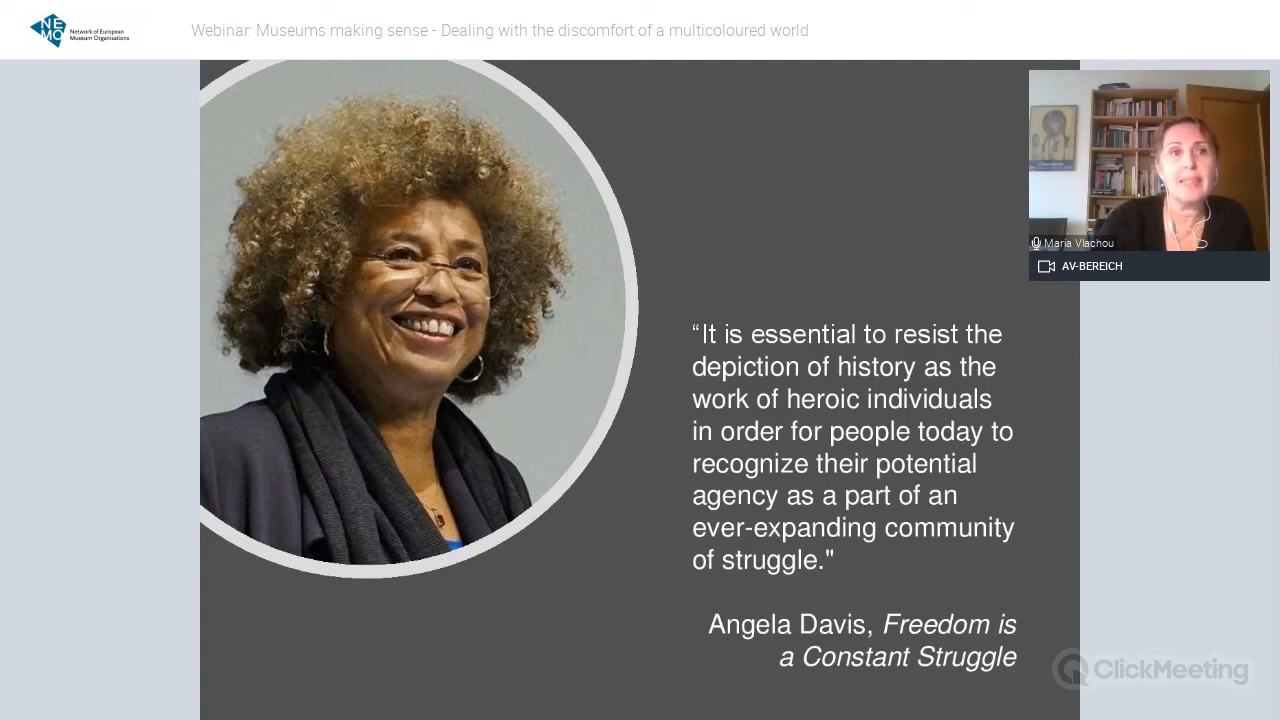 NE
MO
Network of European
Museum Organisations
Webinar: Museums making sense - Dealing with the discomfort of a multicoloured world
Maria Vlachou
AV-BEREICH
“It is essential to resist the
depiction of history as the
work of heroic individuals
in order for people today to
recognize their potential
agency as a part of an
ever-expanding community
of struggle."
Angela Davis, Freedom is
a Constant Struggle
ClickMeeting